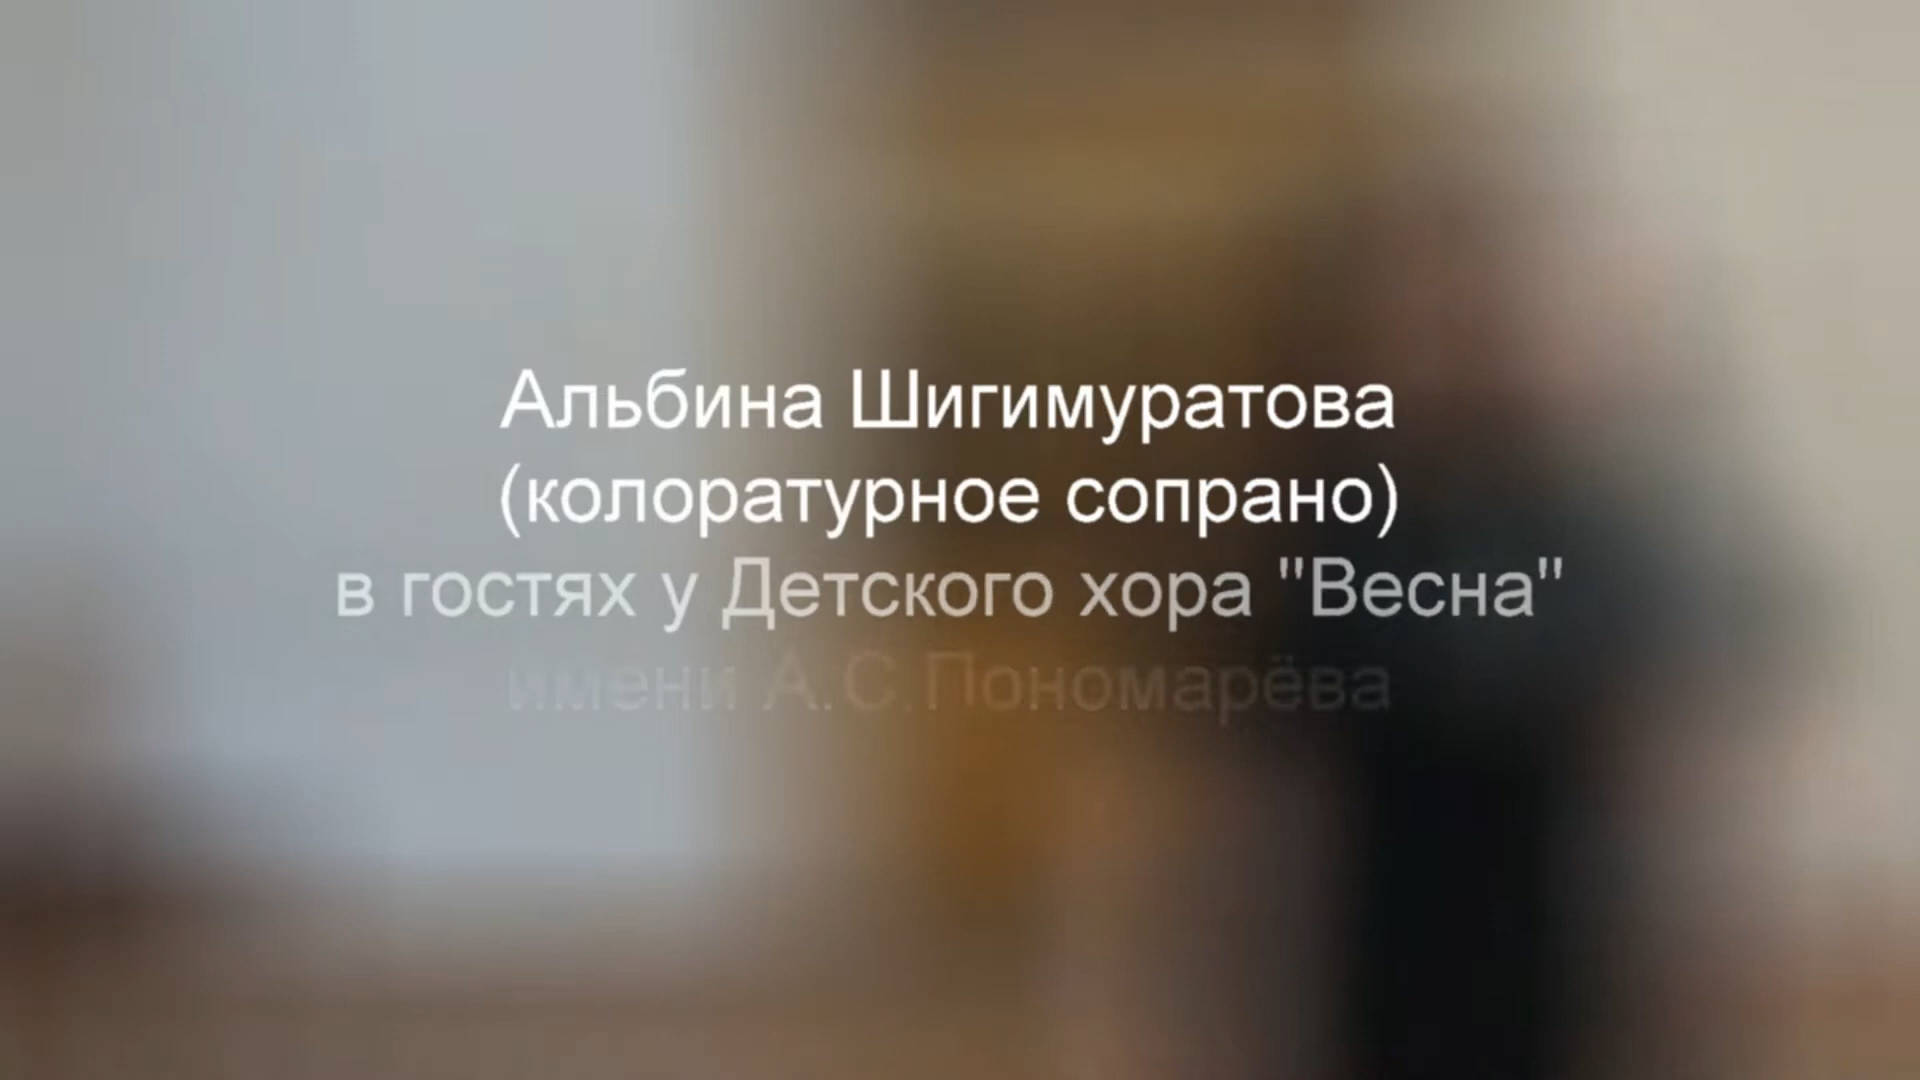 Альбина Шигимуратова
(колоратурное сопрано)
в гостях у Детского хора "Весна"
имени А.С.Пономарёва